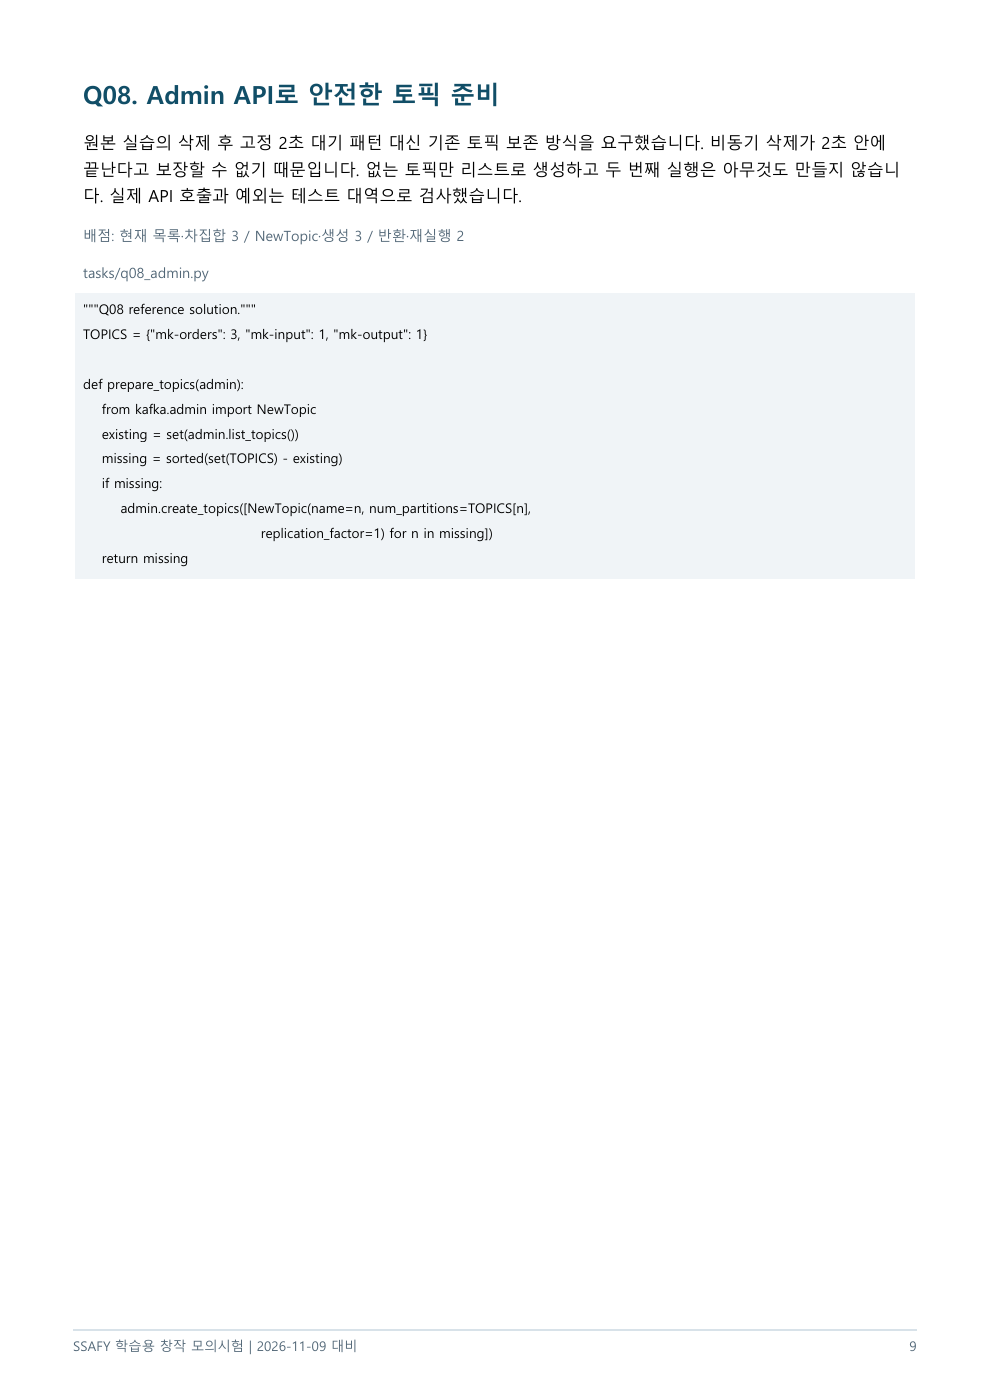 Q08. Admin API로 안전한 토픽 준비
원본 실습의 삭제 후 고정 2초 대기 패턴 대신 기존 토픽 보존 방식을 요구했습니다. 비동기 삭제가 2초 안에
끝난다고 보장할 수 없기 때문입니다. 없는 토픽만 리스트로 생성하고 두 번째 실행은 아무것도 만들지 않습니
다. 실제 API 호출과 예외는 테스트 대역으로 검사했습니다.
배점: 현재 목록·차집합 3 / NewTopic·생성 3 / 반환·재실행 2
tasks/q08_admin.py
"""Q08 reference solution."""
TOPICS = {"mk-orders": 3, "mk-input": 1, "mk-output": 1}
def prepare_topics(admin):
    from kafka.admin import NewTopic
    existing = set(admin.list_topics())
    missing = sorted(set(TOPICS) - existing)
    if missing:
        admin.create_topics([NewTopic(name=n, num_partitions=TOPICS[n],
                                      replication_factor=1) for n in missing])
    return missing
SSAFY 학습용 창작 모의시험 | 2026-11-09 대비
9